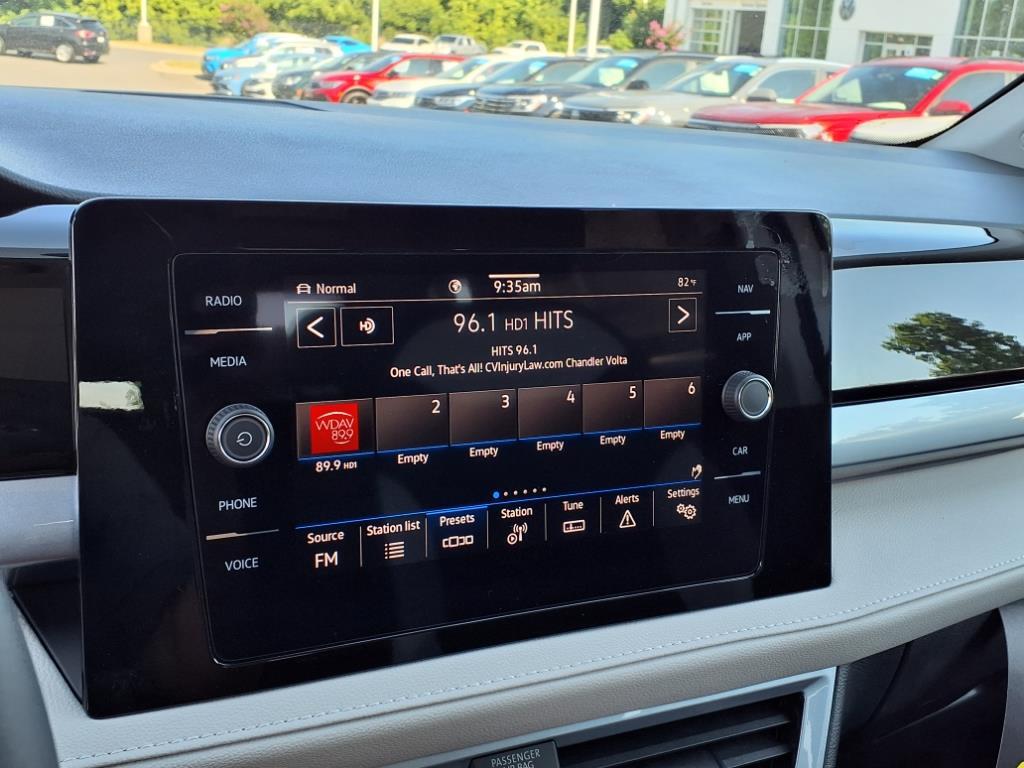 Normal 9:35am 82°F
RADIO
MEDIA
PHONE
VOICE
96.1 HD1 HITS
HITS 96.1
One Call, That's All! CVInjuryLaw.com Chandler Volta
WDAV
89.9
2
3
4
5
6
89.9 HD1
Empty
Empty
Empty
Empty
Empty
Source
FM
Station list
Presets
Station
Tune
Alerts
Settings
NAV
APP
CAR
MENU
PASSENGER
AIR BAG